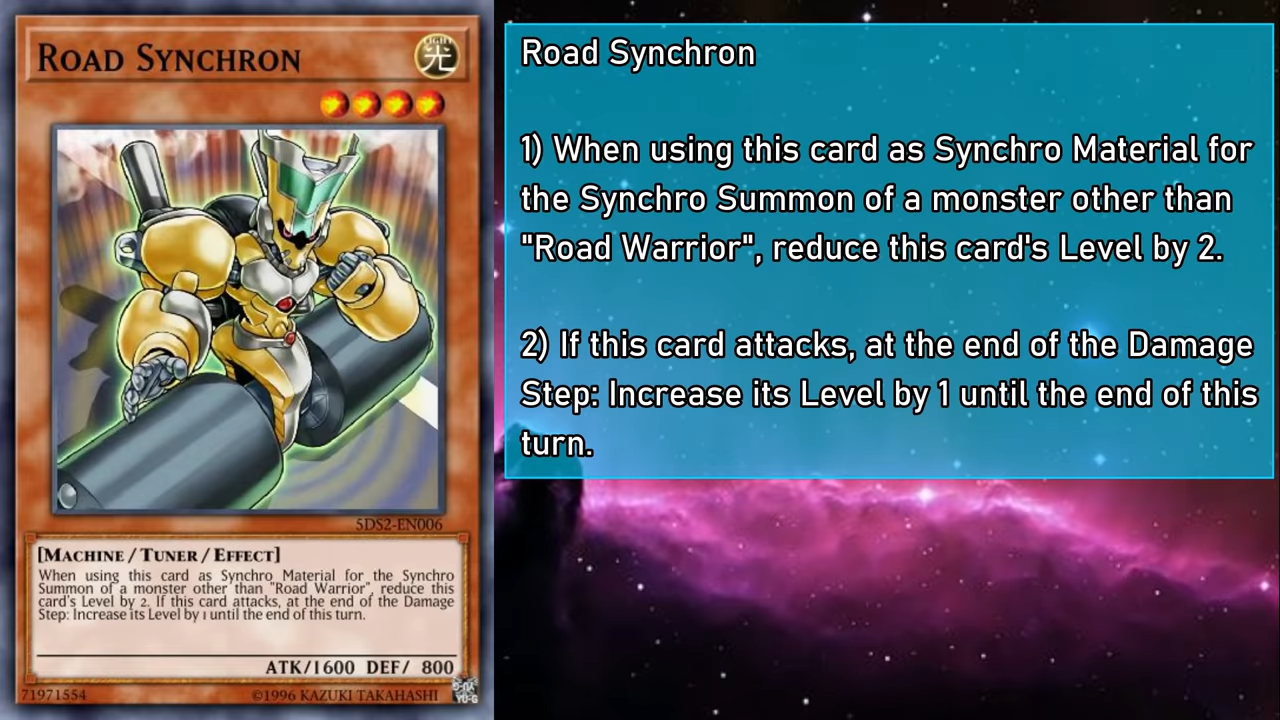 ROAD SYNCHRON
LIGHT
光
5DS2-EN006
[MACHINE / TUNER / EFFECT]
When using this card as Synchro Material for the Synchro
Summon of a monster other than "Road Warrior", reduce this
card's Level by 2. If this card attacks, at the end of the Damage
Step: Increase its Level by 1 until the end of this turn.
ATK/1600 DEF/ 800
71971554
©1996 KAZUKI TAKAHASHI
Road Synchron
1) When using this card as Synchro Material for
the Synchro Summon of a monster other than
"Road Warrior", reduce this card's Level by 2.
2) If this card attacks, at the end of the Damage
Step: Increase its Level by 1 until the end of this
turn.